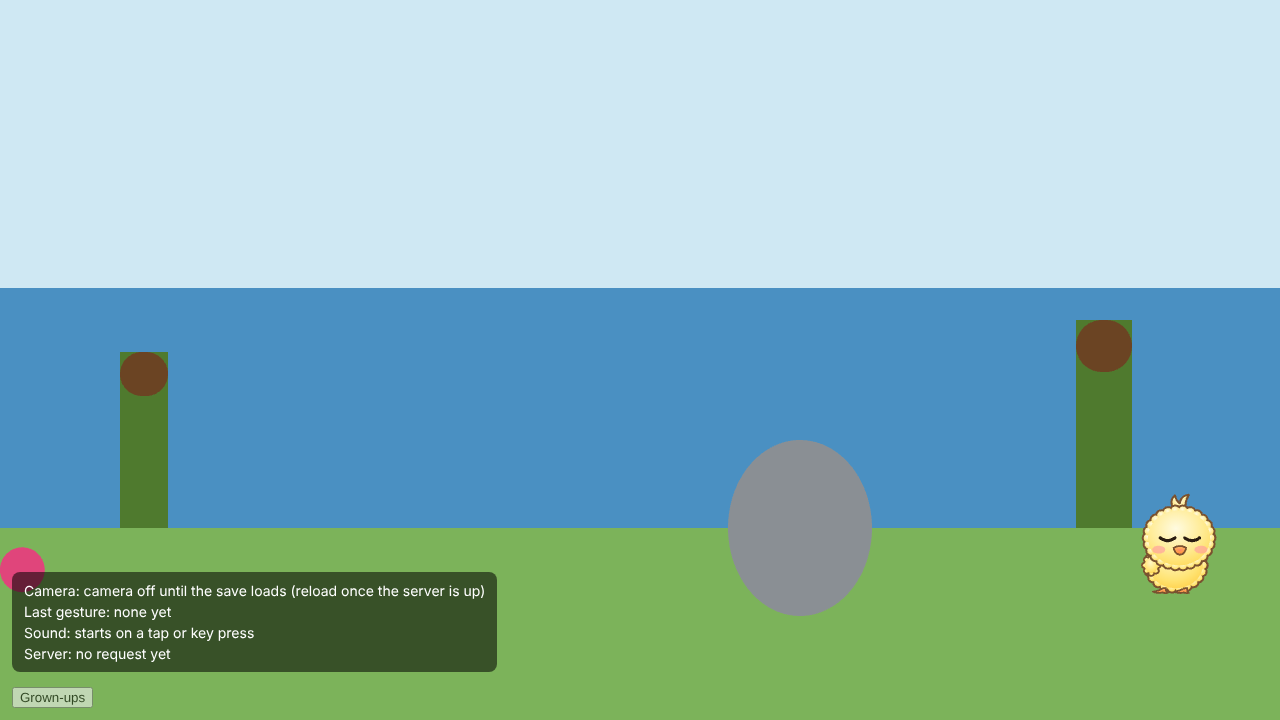 Camera: camera off until the save loads (reload once the server is up)
Last gesture: none yet
Sound: starts on a tap or key press
Server: no request yet
Grown-ups